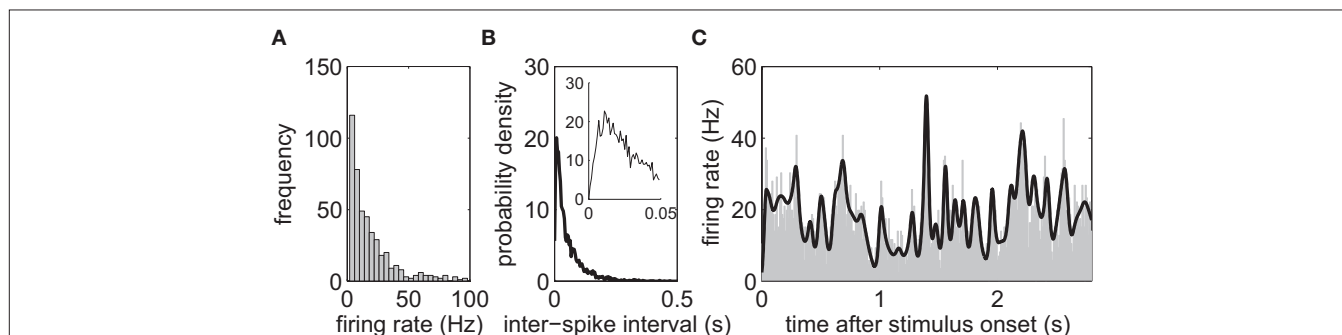 A
150
100
50
0
frequency
0 50 100
firing rate (Hz)
B
30
20
10
0
probability density
30
20
10
0
0 0.05
0 0.5
inter−spike interval (s)
C
60
40
20
0
firing rate (Hz)
0 1 2
time after stimulus onset (s)